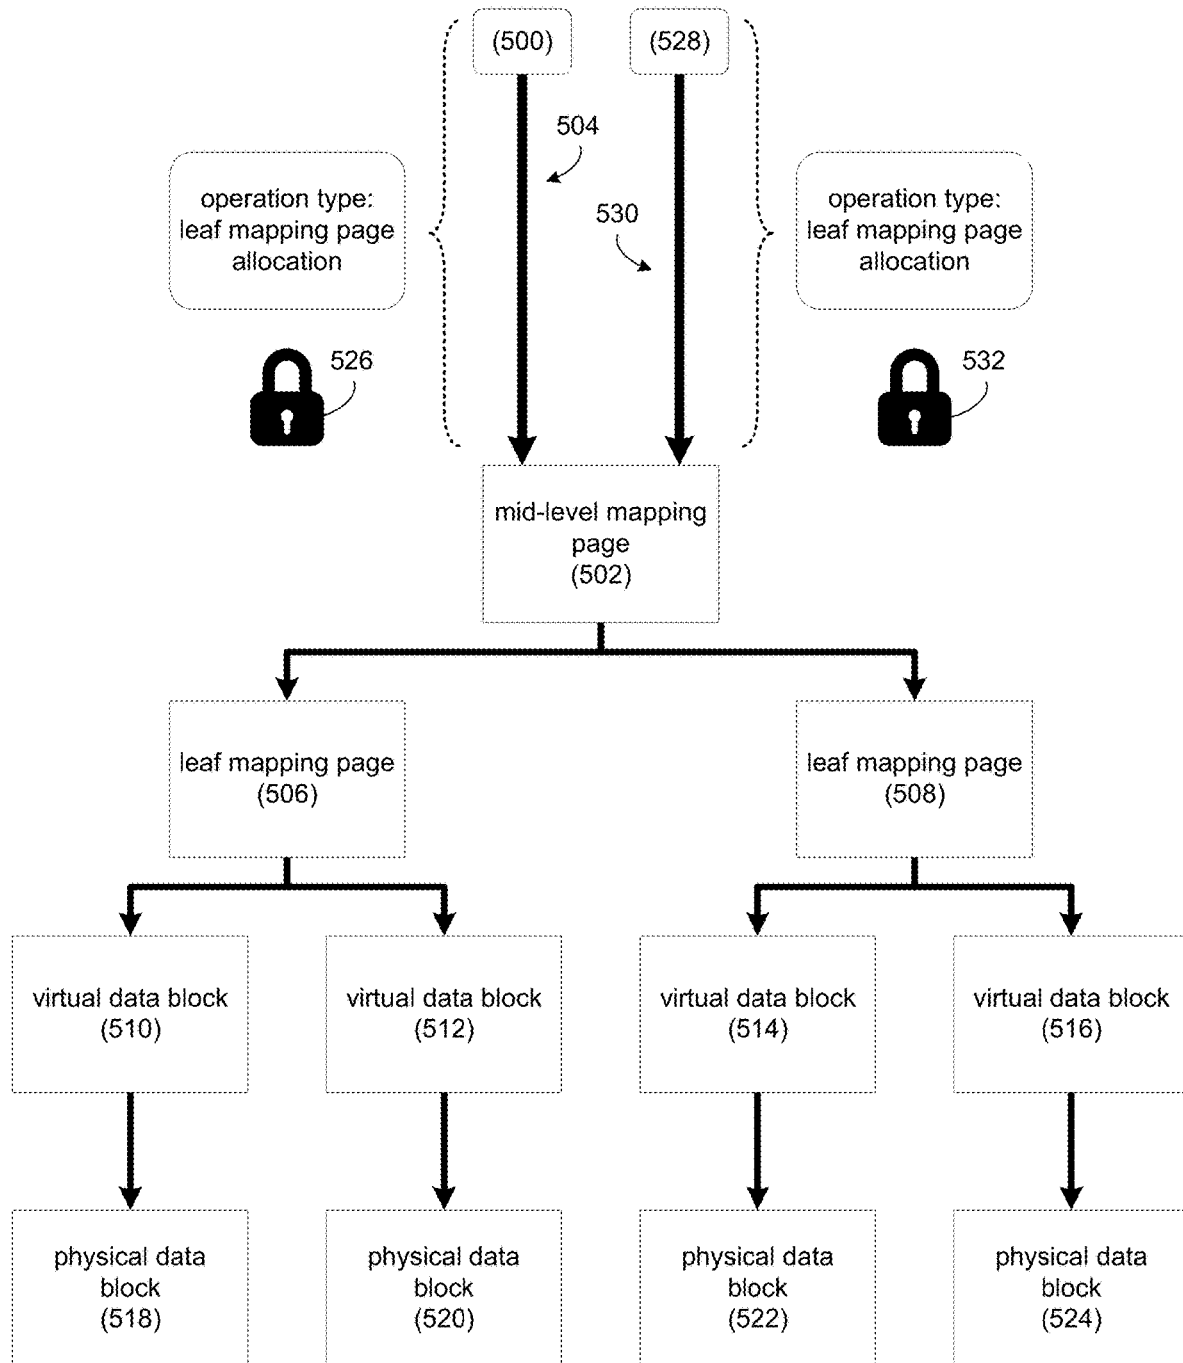 (500)
(528)
504
530
operation type:
leaf mapping page
allocation
operation type:
leaf mapping page
allocation
526
532
mid-level mapping
page
(502)
leaf mapping page
(506)
leaf mapping page
(508)
virtual data block
(510)
virtual data block
(512)
virtual data block
(514)
virtual data block
(516)
physical data
block
(518)
physical data
block
(520)
physical data
block
(522)
physical data
block
(524)